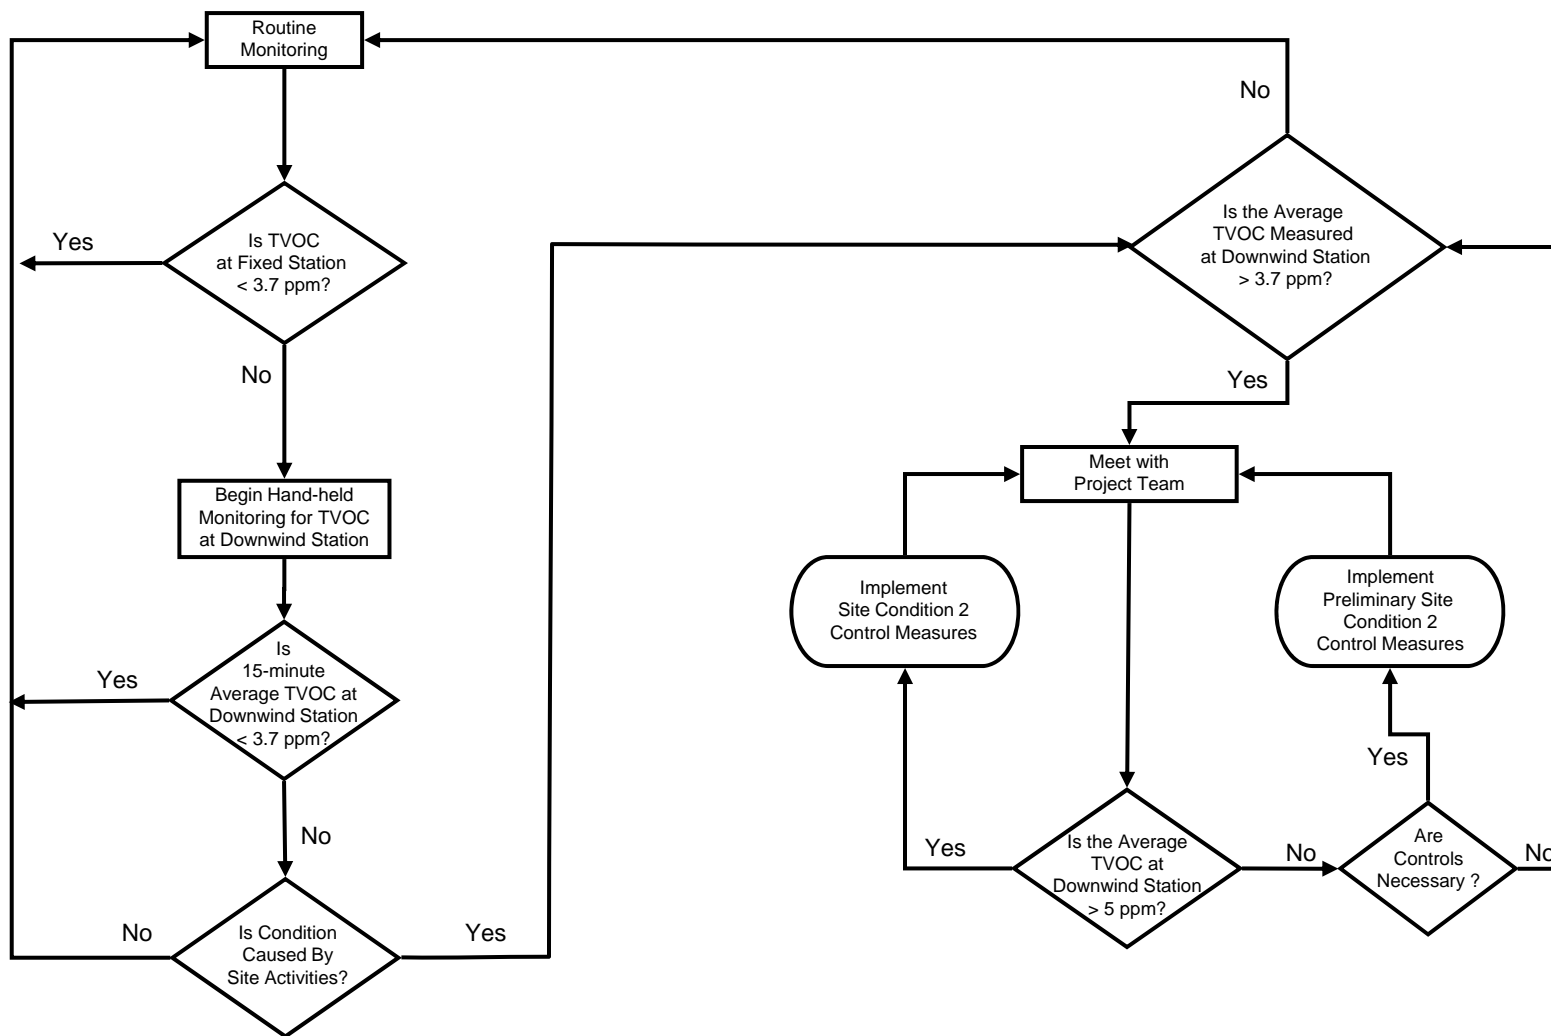 Routine
Monitoring
No
Is TVOC
at Fixed Station
< 3.7 ppm?
Yes
No
Is the Average
TVOC Measured
at Downwind Station
> 3.7 ppm?
Yes
Begin Hand-held
Monitoring for TVOC
at Downwind Station
Meet with
Project Team
Implement
Site Condition 2
Control Measures
Implement
Preliminary Site
Condition 2
Control Measures
Is
15-minute
Average TVOC at
Downwind Station
< 3.7 ppm?
Yes
No
Is Condition
Caused By
Site Activities?
No
Yes
Is the Average
TVOC at
Downwind Station
> 5 ppm?
Yes
No
Are
Controls
Necessary ?
Yes
No